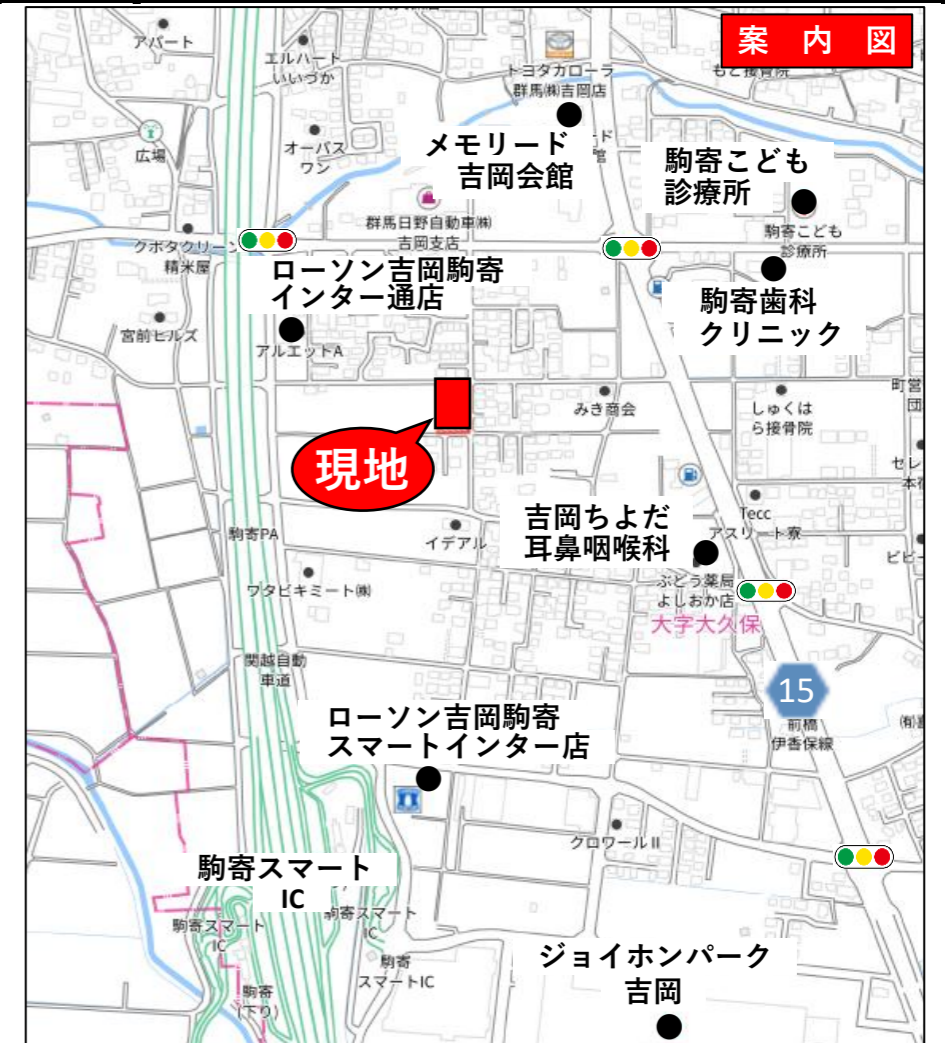 案内図
アパート
エルハート
いいづか
トヨタカローラ
群馬㈱吉岡店
もと接骨院
広場
オーパス
ワン
メモリード
吉岡会館
駒寄こども
診療所
群馬日野自動車㈱
吉岡支店
駒寄こども
診療所
クボタクリーン
精米屋
ローソン吉岡駒寄
インター通店
駒寄歯科
クリニック
宮前ヒルズ
アルエットA
みき商会
しゅくは
ら接骨院
町営
団
現地
セレ
駒寄PA
イデアル
吉岡ちよだ
耳鼻咽喉科
Tecc
アスリート寮
ビビ
ワタビキミート㈱
ぶどう薬局
よしおか店
大字大久保
関越自動
車道
15
前橋
伊香保線
ローソン吉岡駒寄
スマートインター店
クロワールⅡ
駒寄スマート
IC
駒寄スマート
IC
駒寄スマート
IC
駒寄
スマートIC
駒寄
(下り)
ジョイホンパーク
吉岡